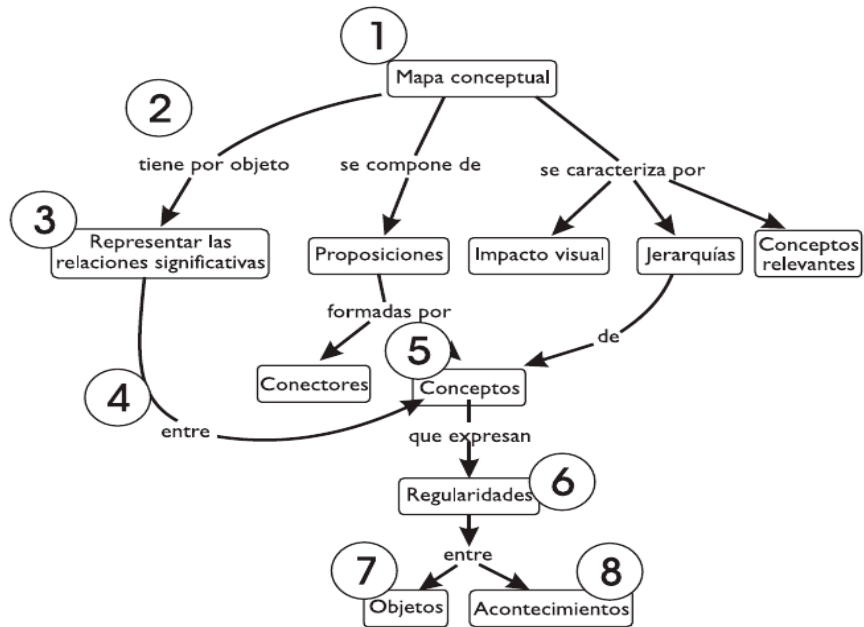 1
Mapa conceptual
2
tiene por objeto
se compone de
se caracteriza por
3
Representar las
relaciones significativas
Proposiciones
Impacto visual
Jerarquías
Conceptos
relevantes
formadas por
de
5
Conectores
Conceptos
4
entre
que expresan
Regularidades
6
entre
7
8
Objetos
Acontecimientos